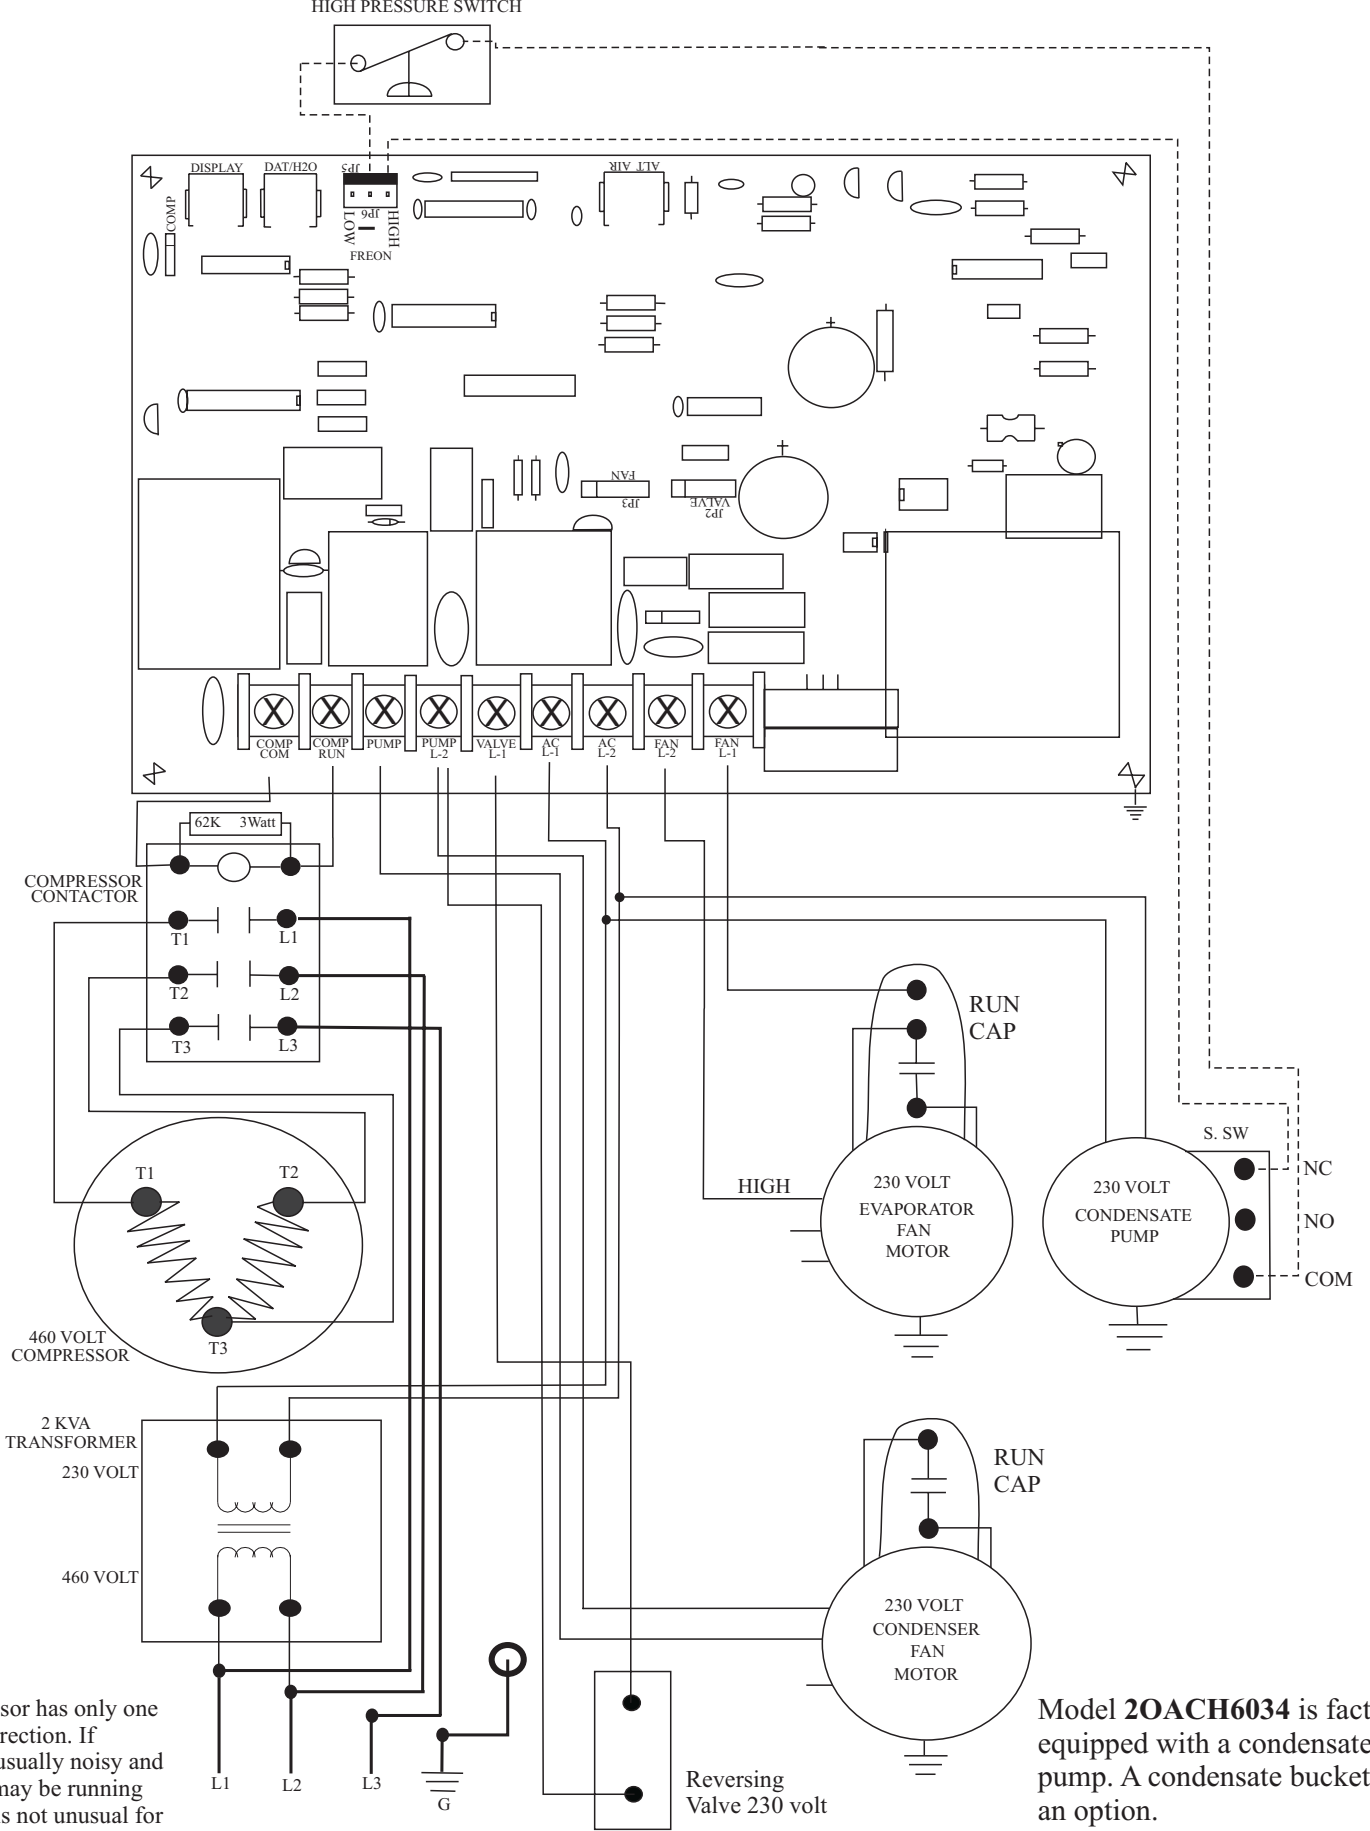 HIGH PRESSURE SWITCH
DISPLAY
DAT/H2O
JP5
ALT AIR
COMP
JP6
LOW
HIGH
FREON
FAN
JP3
VALVE
JP2
COMP
COM
COMP
RUN
PUMP
PUMP
L-2
VALVE
L-1
AC
L-1
AC
L-2
FAN
L-2
FAN
L-1
62K 3Watt
COMPRESSOR
CONTACTOR
T1
L1
T2
L2
T3
L3
RUN
CAP
S. SW
T1
T2
HIGH
230 VOLT
EVAPORATOR
FAN
MOTOR
230 VOLT
CONDENSATE
PUMP
NC
NO
COM
460 VOLT
COMPRESSOR
T3
2 KVA
TRANSFORMER
230 VOLT
460 VOLT
RUN
CAP
230 VOLT
CONDENSER
FAN
MOTOR
sor has only one
rection. If
usually noisy and
may be running
s not unusual for
L1
L2
L3
G
Reversing
Valve 230 volt
Model 2OACH6034 is fact
equipped with a condensate
pump. A condensate bucket
an option.